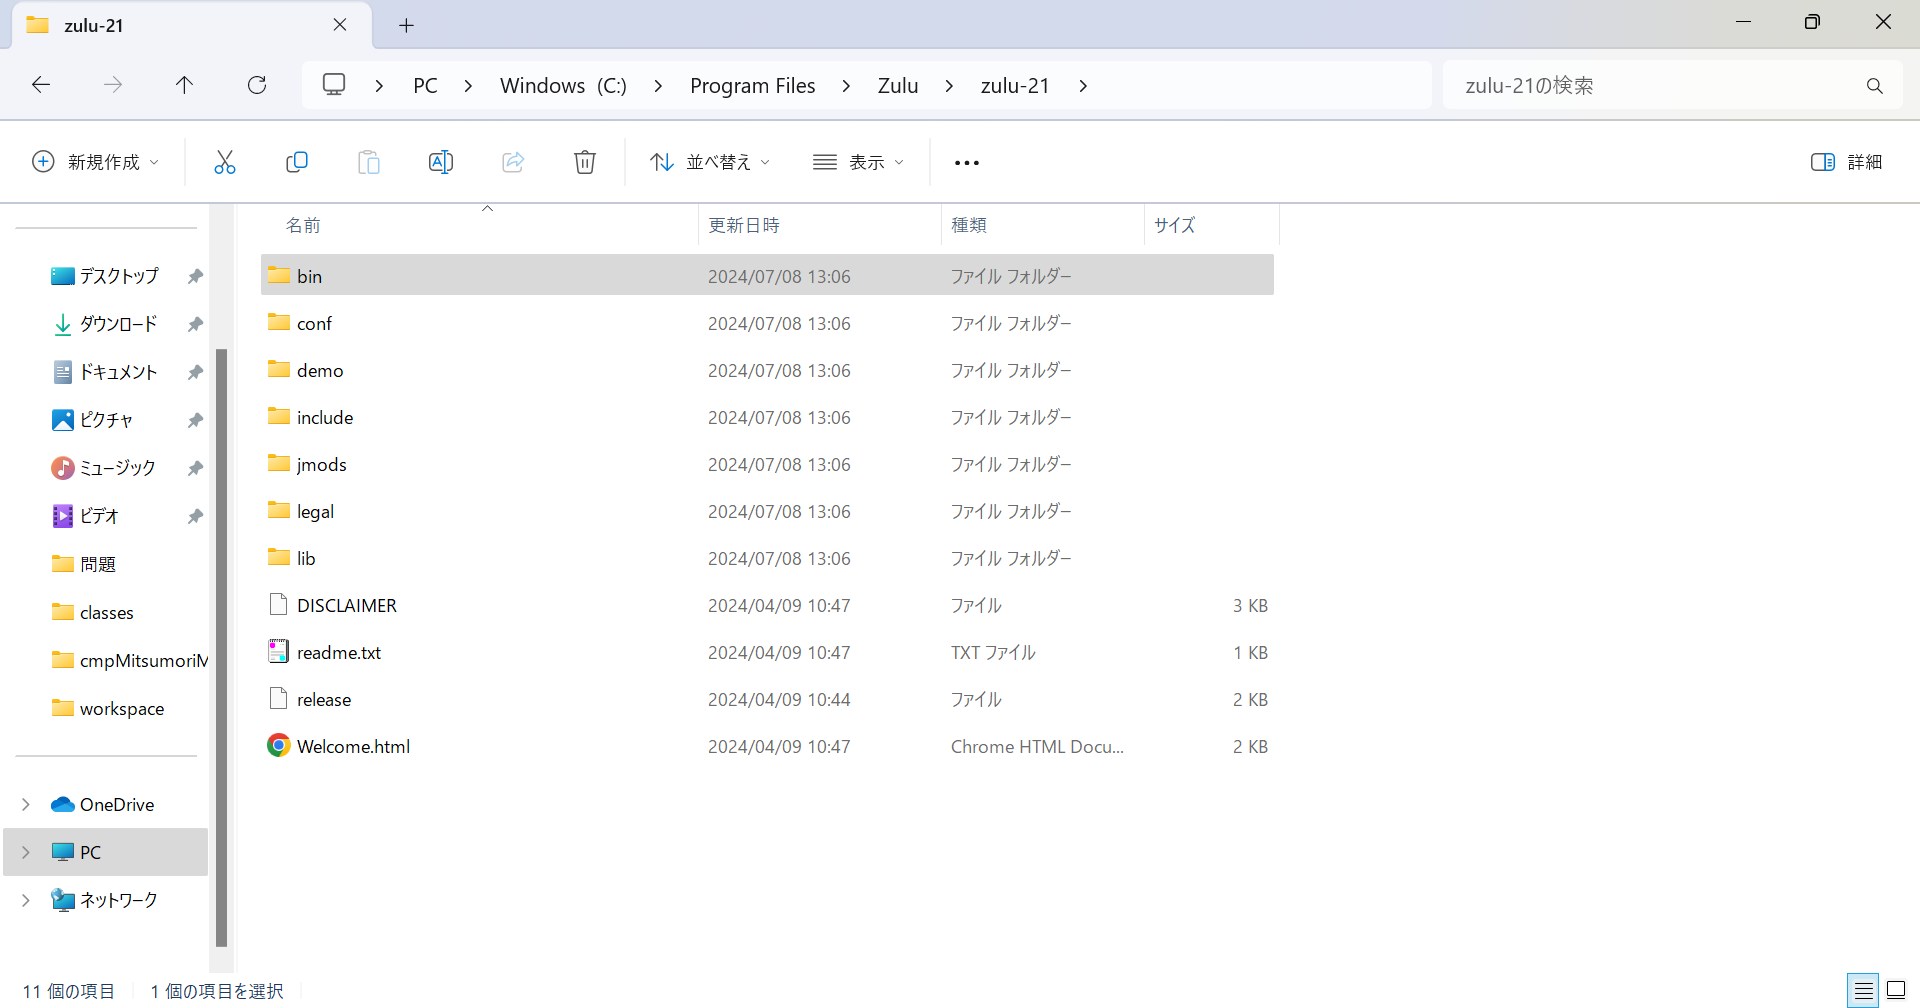 zulu-21
PC Windows (C:) Program Files Zulu zulu-21
zulu-21の検索
新規作成
並べ替え
表示
詳細
デスクトップ
ダウンロード
ドキュメント
ピクチャ
ミュージック
ビデオ
問題
classes
cmpMitsumoriM
workspace
OneDrive
PC
ネットワーク
名前 更新日時 種類 サイズ
bin 2024/07/08 13:06 ファイル フォルダー
conf 2024/07/08 13:06 ファイル フォルダー
demo 2024/07/08 13:06 ファイル フォルダー
include 2024/07/08 13:06 ファイル フォルダー
jmods 2024/07/08 13:06 ファイル フォルダー
legal 2024/07/08 13:06 ファイル フォルダー
lib 2024/07/08 13:06 ファイル フォルダー
DISCLAIMER 2024/04/09 10:47 ファイル 3 KB
readme.txt 2024/04/09 10:47 TXT ファイル 1 KB
release 2024/04/09 10:44 ファイル 2 KB
Welcome.html 2024/04/09 10:47 Chrome HTML Docu... 2 KB
11 個の項目 1 個の項目を選択